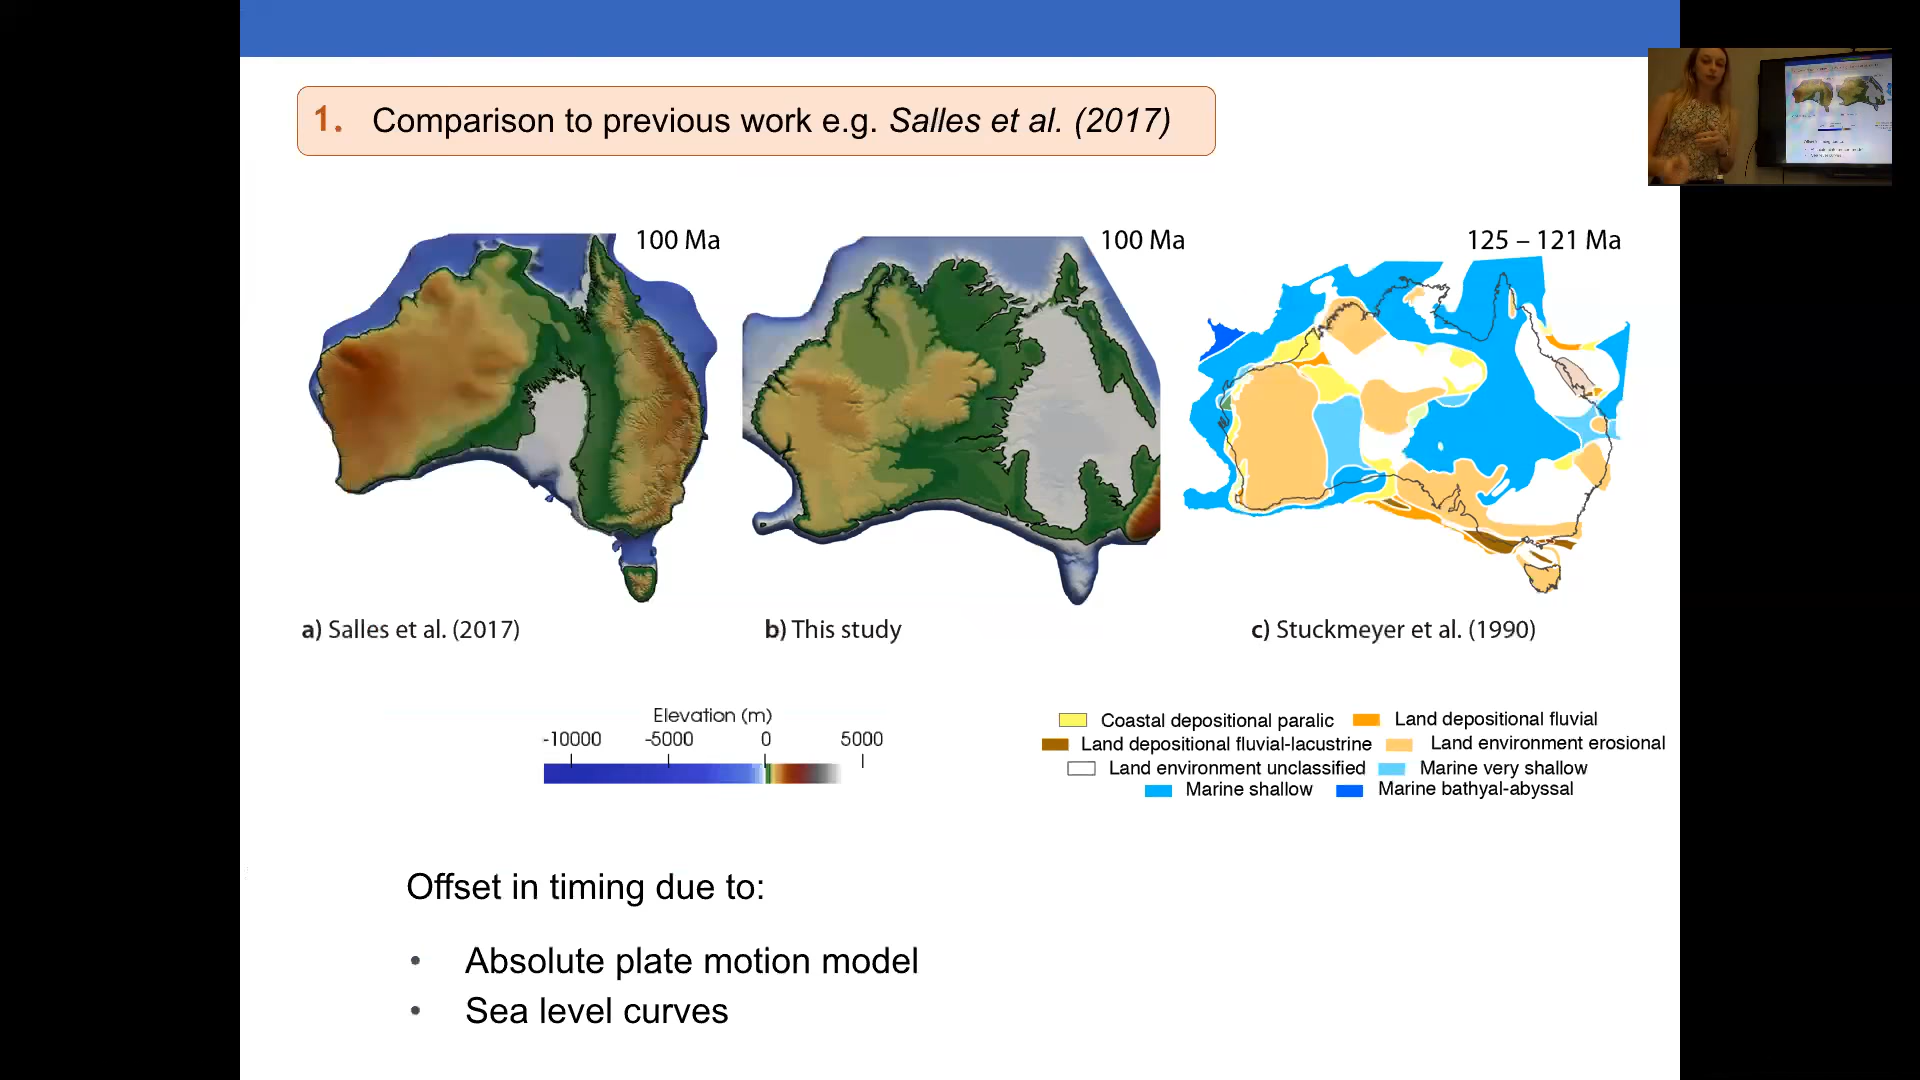 1. Comparison to previous work e.g. Salles et al. (2017)
100 Ma
100 Ma
125 – 121 Ma
a) Salles et al. (2017)
b) This study
c) Stuckmeyer et al. (1990)
Elevation (m)
-10000 -5000 0 5000
Coastal depositional paralic Land depositional fluvial
Land depositional fluvial-lacustrine Land environment erosional
Land environment unclassified Marine very shallow
Marine shallow Marine bathyal-abyssal
Offset in timing due to:
• Absolute plate motion model
• Sea level curves